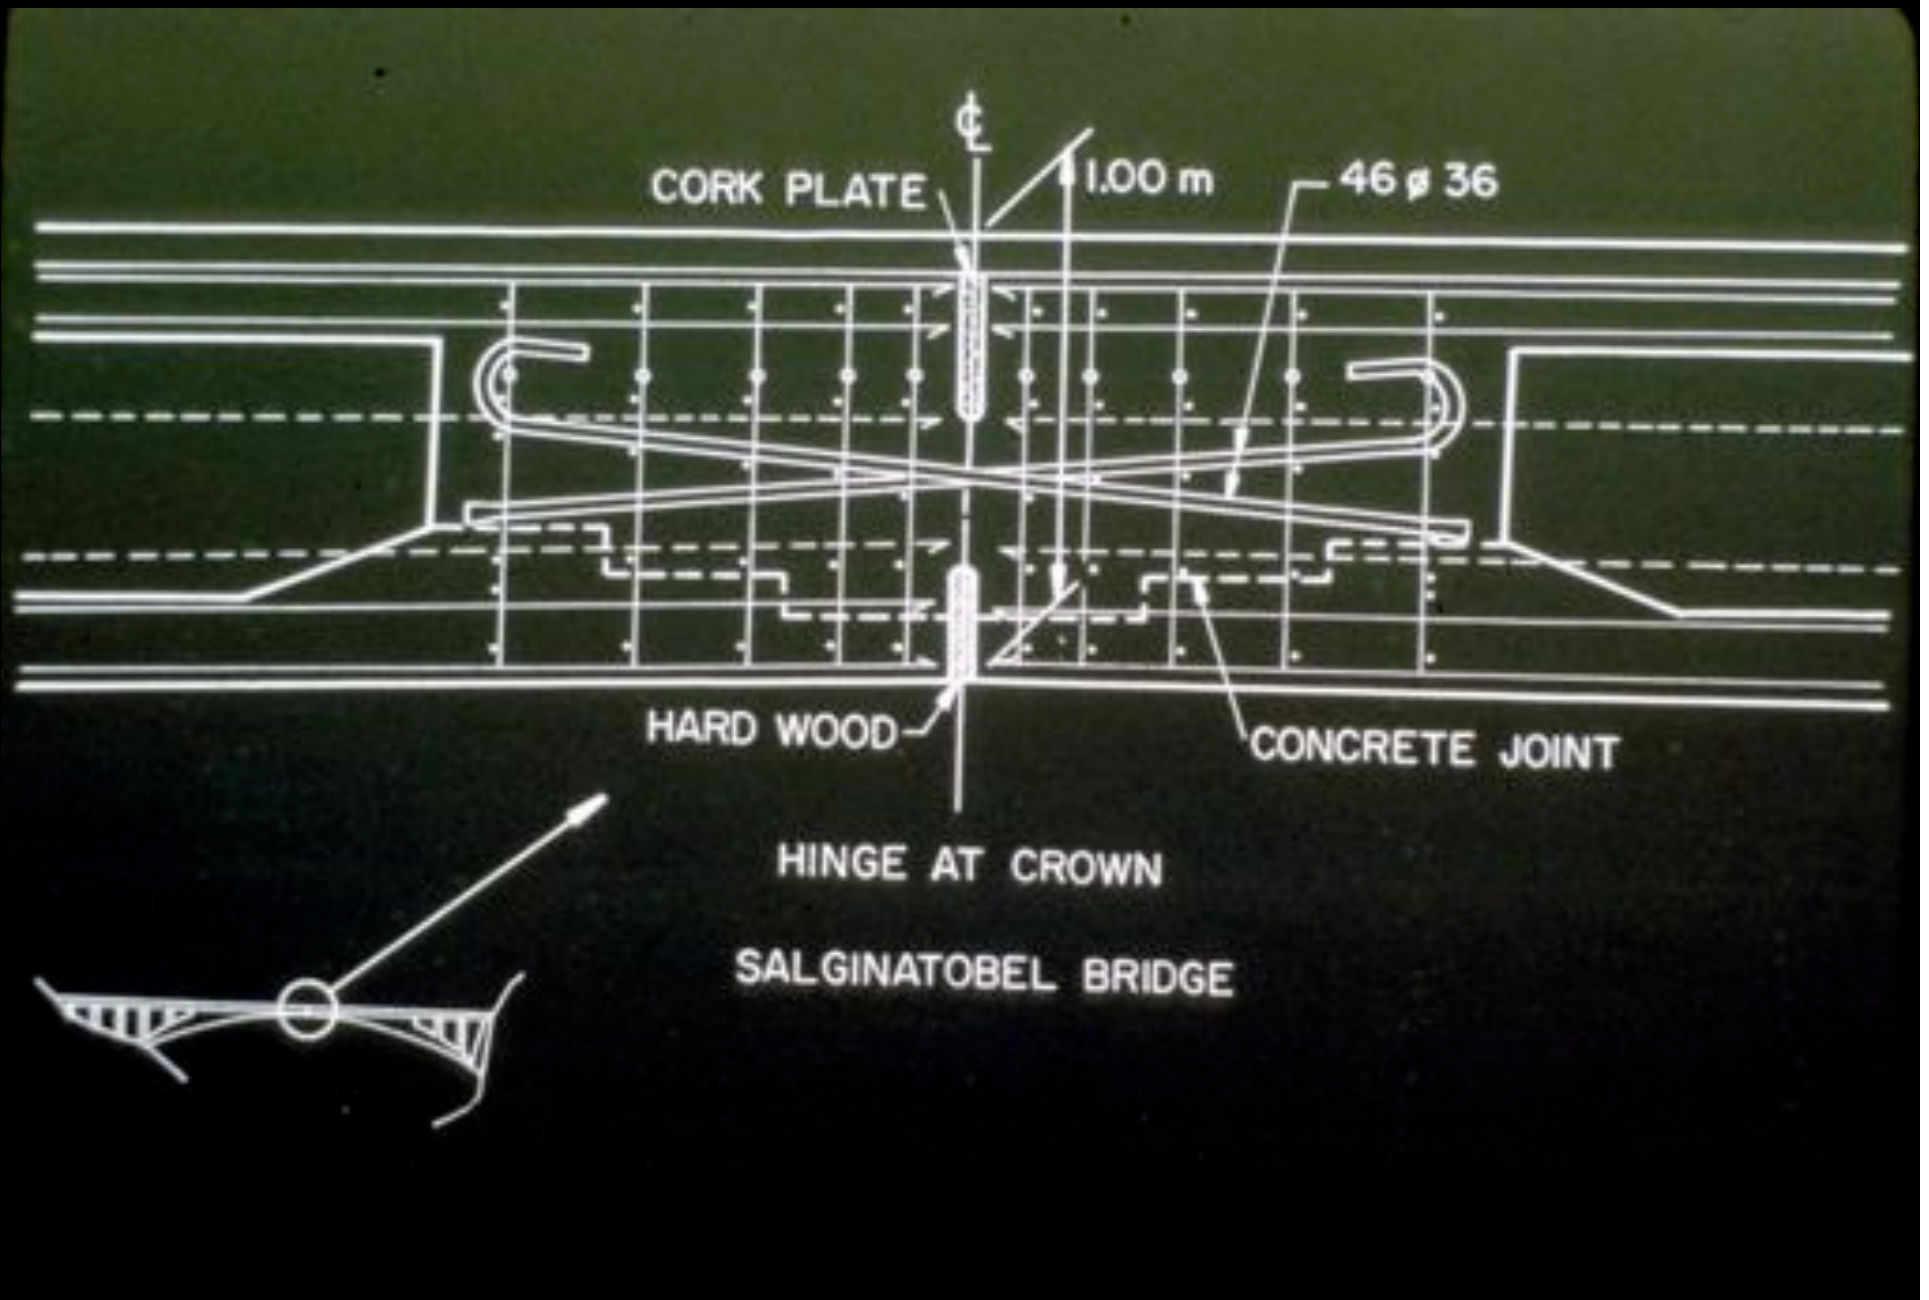 ℄
CORK PLATE
1.00 m
46 ø 36
HARD WOOD
CONCRETE JOINT
HINGE AT CROWN
SALGINATOBEL BRIDGE